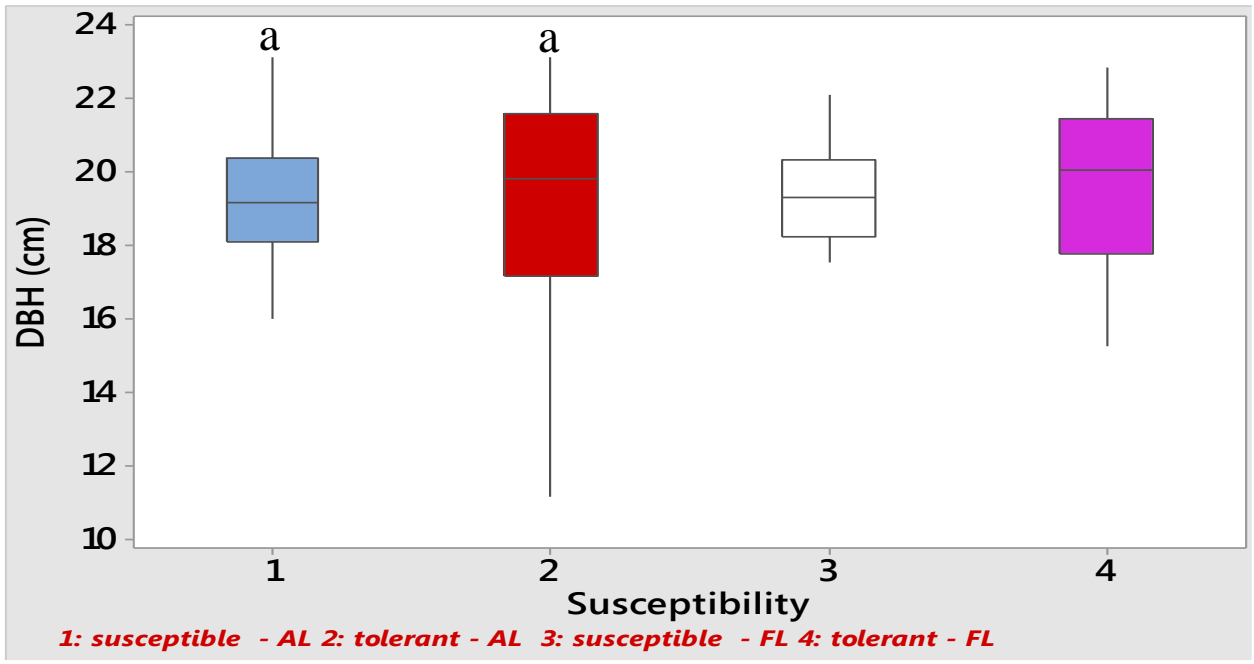 a a
24
22
20
18
16
14
12
10
DBH (cm)
1 2 3 4
Susceptibility
1: susceptible - AL 2: tolerant - AL 3: susceptible - FL 4: tolerant - FL